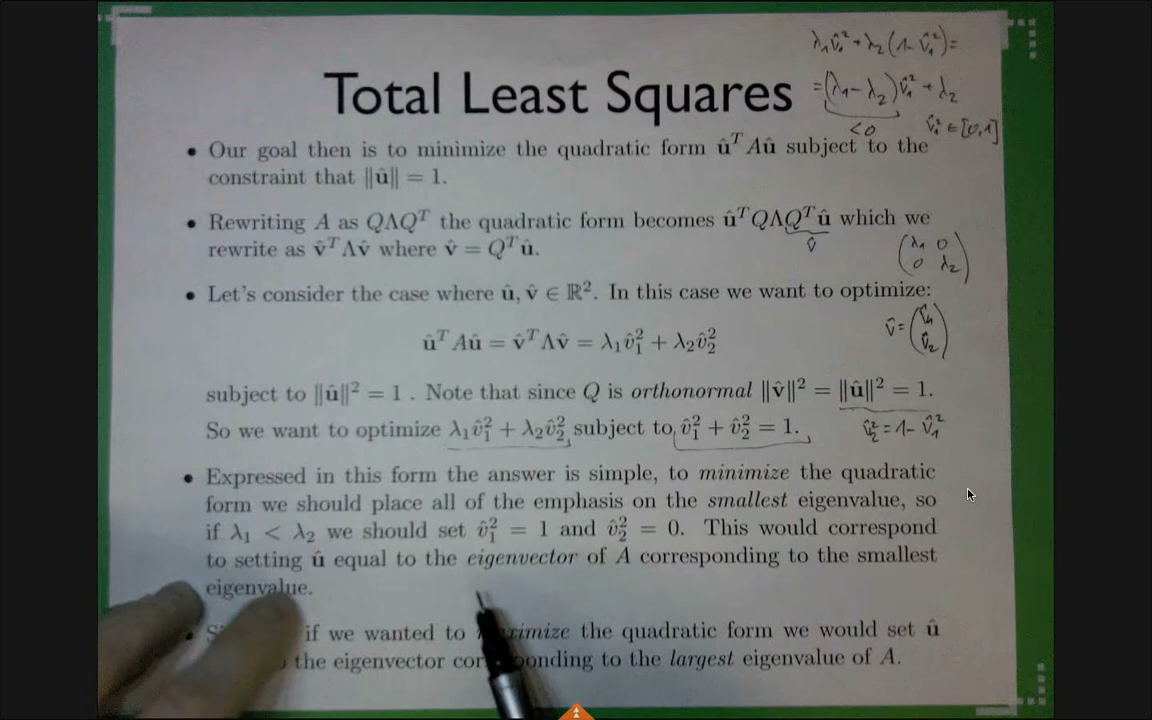 λ₁v̂₁² + λ₂(1 - v̂₁²) =
Total Least Squares
= (λ₁ - λ₂)v̂₁² + λ₂
< 0
v̂₁² ∈ [0,1]
• Our goal then is to minimize the quadratic form ûᵀAû subject to the
constraint that ‖û‖ = 1.
• Rewriting A as QΛQᵀ the quadratic form becomes ûᵀQΛQᵀû which we
rewrite as v̂ᵀΛv̂ where v̂ = Qᵀû.
v̂
(λ₁ 0
0 λ₂)
• Let's consider the case where û, v̂ ∈ ℝ². In this case we want to optimize:
v̂ = (v̂₁
v̂₂)
ûᵀAû = v̂ᵀΛv̂ = λ₁v̂₁² + λ₂v̂₂²
subject to ‖û‖² = 1 . Note that since Q is orthonormal ‖v̂‖² = ‖û‖² = 1.
So we want to optimize λ₁v̂₁² + λ₂v̂₂² subject to v̂₁² + v̂₂² = 1.
v̂₂² = 1 - v̂₁²
• Expressed in this form the answer is simple, to minimize the quadratic
form we should place all of the emphasis on the smallest eigenvalue, so
if λ₁ < λ₂ we should set v̂₁² = 1 and v̂₂² = 0. This would correspond
to setting û equal to the eigenvector of A corresponding to the smallest
eigenvalue.
if we wanted to the quadratic form we would set û
the eigenvector corresponding to the largest eigenvalue of A.